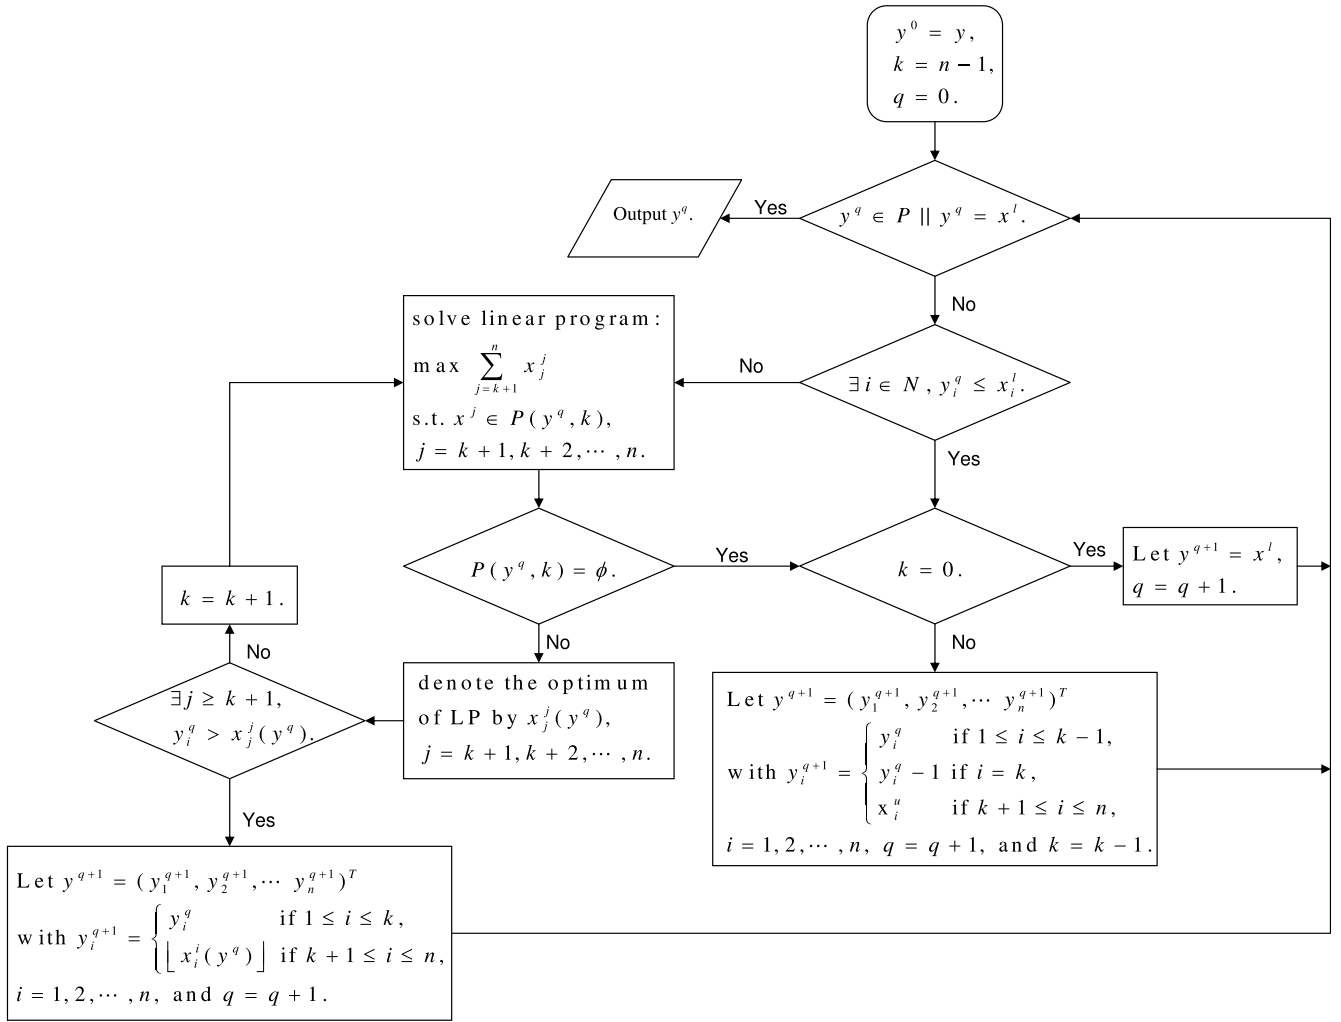 y^0 = y,
k = n − 1,
q = 0.
y^q ∈ P || y^q = x^l.
Yes
Output y^q.
No
∃ i ∈ N, y_i^q ≤ x_i^l.
No
solve linear program:
max ∑_{j=k+1}^n x_j^j
s.t. x^j ∈ P(y^q, k),
j = k + 1, k + 2, ⋯, n.
Yes
P(y^q, k) = ϕ.
Yes
k = 0.
Yes
Let y^{q+1} = x^l,
q = q + 1.
k = k + 1.
No
No
No
∃ j ≥ k + 1,
y_i^q > x_j^j(y^q).
denote the optimum
of LP by x_j^j(y^q),
j = k + 1, k + 2, ⋯, n.
Let y^{q+1} = (y_1^{q+1}, y_2^{q+1}, ⋯ y_n^{q+1})^T
with y_i^{q+1} = { y_i^q if 1 ≤ i ≤ k − 1,
y_i^q − 1 if i = k,
x_i^u if k + 1 ≤ i ≤ n,
i = 1, 2, ⋯, n, q = q + 1, and k = k − 1.
Yes
Let y^{q+1} = (y_1^{q+1}, y_2^{q+1}, ⋯ y_n^{q+1})^T
with y_i^{q+1} = { y_i^q if 1 ≤ i ≤ k,
⌊x_i^i(y^q)⌋ if k + 1 ≤ i ≤ n,
i = 1, 2, ⋯, n, and q = q + 1.